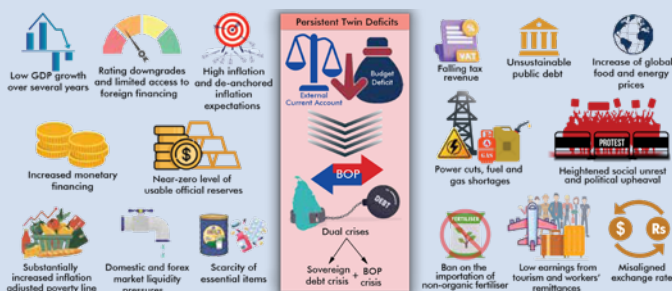 Low GDP growth
over several years
Rating downgrades
and limited access to
foreign financing
High inflation
and de-anchored
inflation
expectations
Increased monetary
financing
Near-zero level of
usable official reserves
Substantially
increased inflation
adjusted poverty line
Domestic and forex
market liquidity
pressures
Scarcity of
essential items
Persistent Twin Deficits
External
Current Account
Budget
Deficit
BOP
DEBT
Dual crises
Sovereign
debt crisis
+
BOP
crisis
VAT
Falling tax
revenue
Unsustainable
public debt
Increase of global
food and energy
prices
GAS
Power cuts, fuel and
gas shortages
PROTEST
Heightened social unrest
and political upheaval
FERTILISER
Ban on the
importation of
non-organic fertiliser
Low earnings from
tourism and workers'
remittances
$
Rs
Misaligned
exchange rate